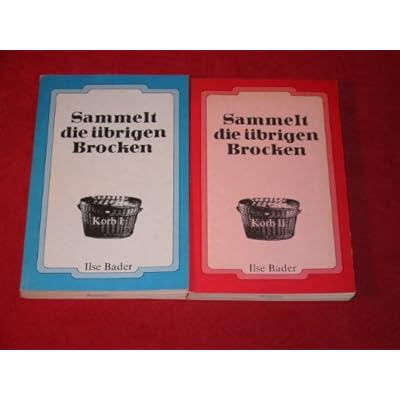 Sammelt
die übrigen
Brocken
Korb I
Ilse Bader
Sammelt
die übrigen
Brocken
Korb II
Ilse Bader